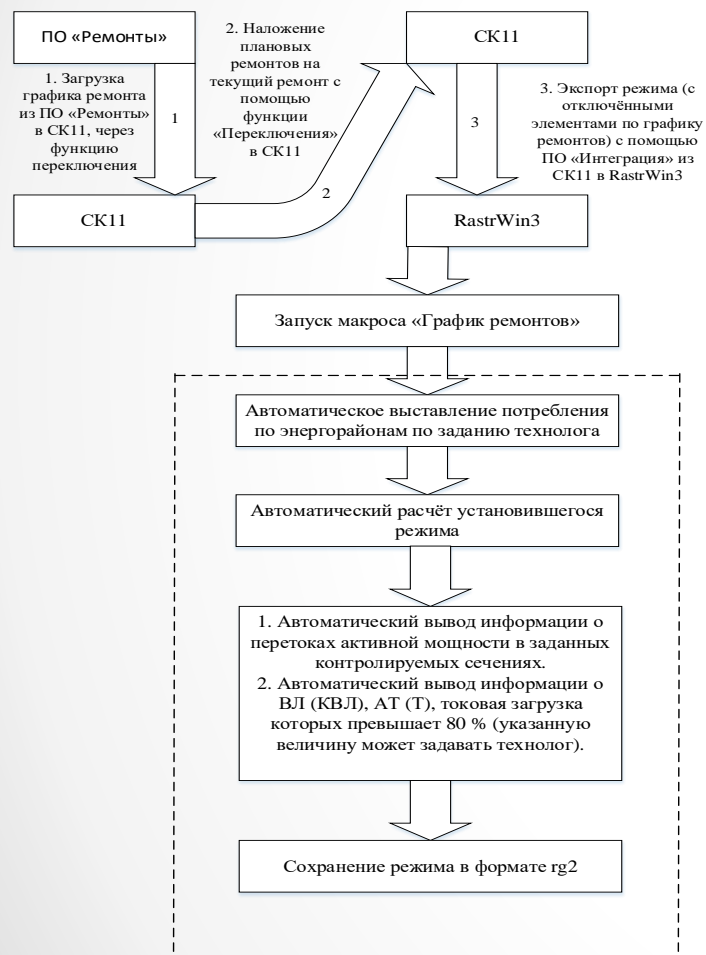 ПО «Ремонты»
1. Загрузка
графика ремонта
из ПО «Ремонты»
в СК11, через
функцию
переключения
1
СК11
2. Наложение
плановых
ремонтов на
текущий ремонт с
помощью
функции
«Переключения»
в СК11
2
СК11
3
3. Экспорт режима (с
отключёнными
элементами по графику
ремонтов) с помощью
ПО «Интеграция» из
СК11 в RastrWin3
RastrWin3
Запуск макроса «График ремонтов»
Автоматическое выставление потребления
по энергорайонам по заданию технолога
Автоматический расчёт установившегося
режима
1. Автоматический вывод информации о
перетоках активной мощности в заданных
контролируемых сечениях.
2. Автоматический вывод информации о
ВЛ (КВЛ), АТ (Т), токовая загрузка
которых превышает 80 % (указанную
величину может задавать технолог).
Сохранение режима в формате rg2